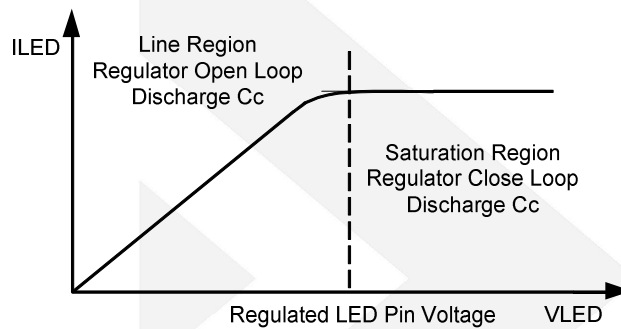 ILED
Line Region
Regulator Open Loop
Discharge Cc
Saturation Region
Regulator Close Loop
Discharge Cc
Regulated LED Pin Voltage
VLED